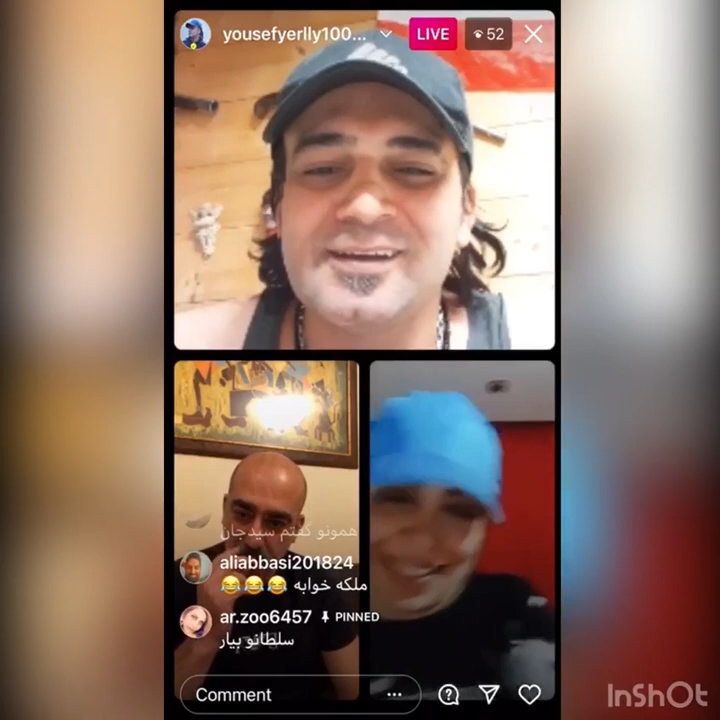 yousefyerlly100...
LIVE
52
همونو گفتم سیدجان
aliabbasi201824
ملکه خوابه 😂😂😂
ar.zoo6457 PINNED
سلطانو بیار
Comment
InShOt